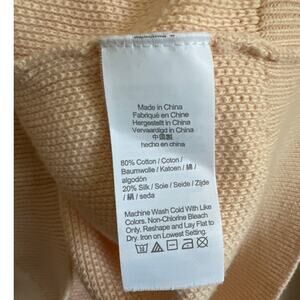 Made in China
Fabriqué en Chine
Hergestellt in China
Vervaardigd in China
中国製
hecho en china
80% Cotton / Coton /
Baumwolle / Katoen / 綿 /
algodón
20% Silk / Soie / Seide / Zijde
/ 絹 / seda
Machine Wash Cold With Like
Colors. Non-Chlorine Bleach
Only. Reshape and Lay Flat to
Dry. Iron on Lowest Setting.